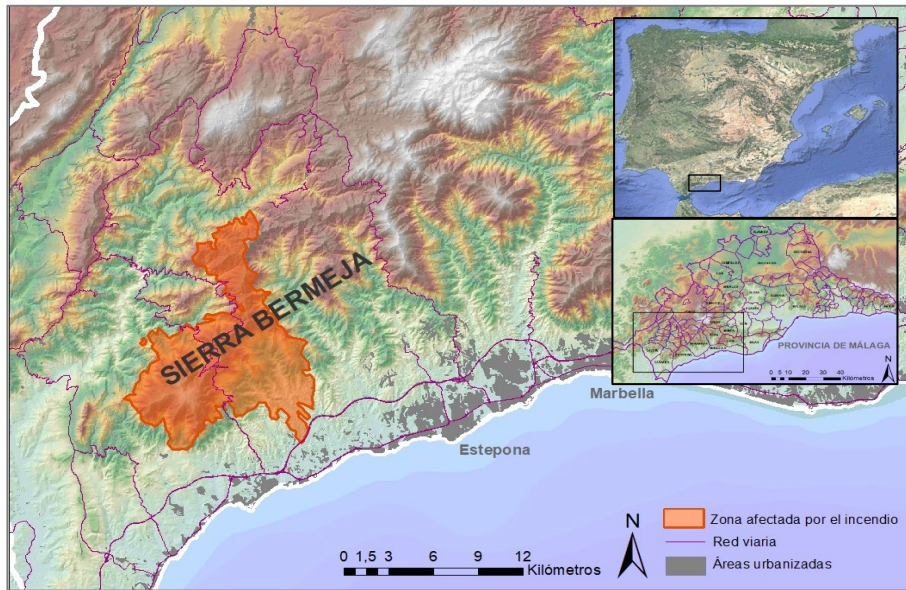 SIERRA BERMEJA
Marbella
Estepona
PROVINCIA DE MÁLAGA
N
0 5 10 20 30 40
Kilómetros
N
0 1,5 3 6 9 12
Kilómetros
Zona afectada por el incendio
Red viaria
Áreas urbanizadas